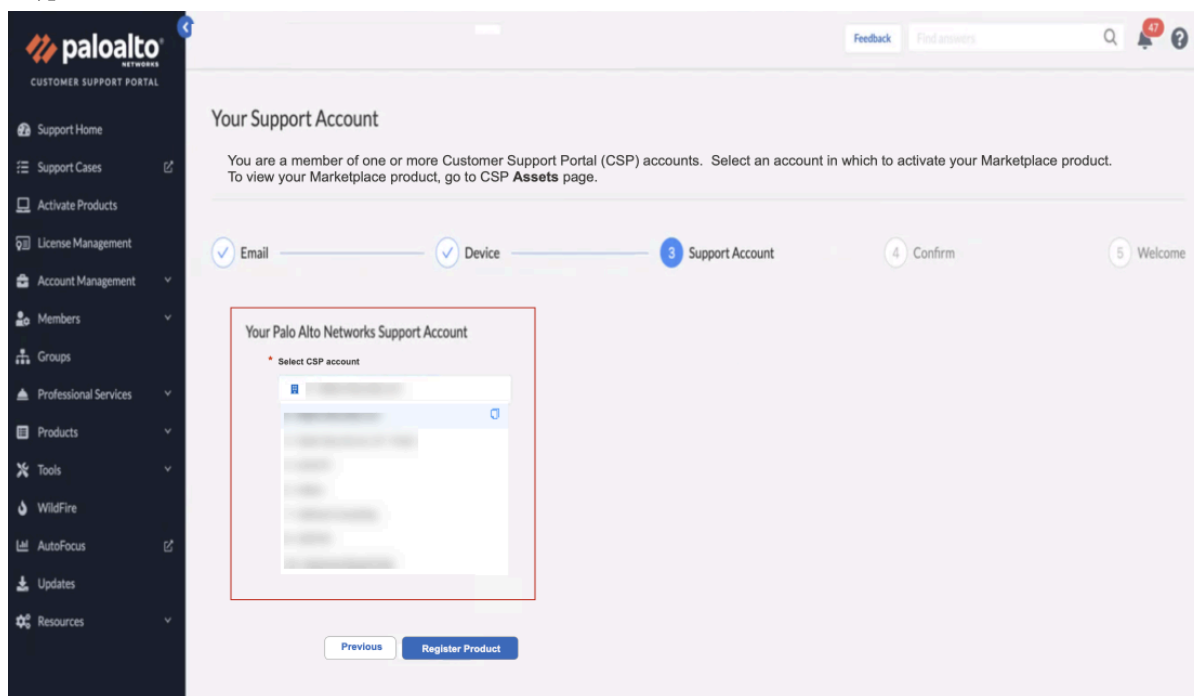 paloalto
NETWORKS
CUSTOMER SUPPORT PORTAL
Feedback
Find answers
47
Support Home
Support Cases
Activate Products
License Management
Account Management
Members
Groups
Professional Services
Products
Tools
WildFire
AutoFocus
Updates
Resources
Your Support Account
You are a member of one or more Customer Support Portal (CSP) accounts. Select an account in which to activate your Marketplace product.
To view your Marketplace product, go to CSP Assets page.
Email
Device
3 Support Account
4 Confirm
5 Welcome
Your Palo Alto Networks Support Account
* Select CSP account
Previous
Register Product